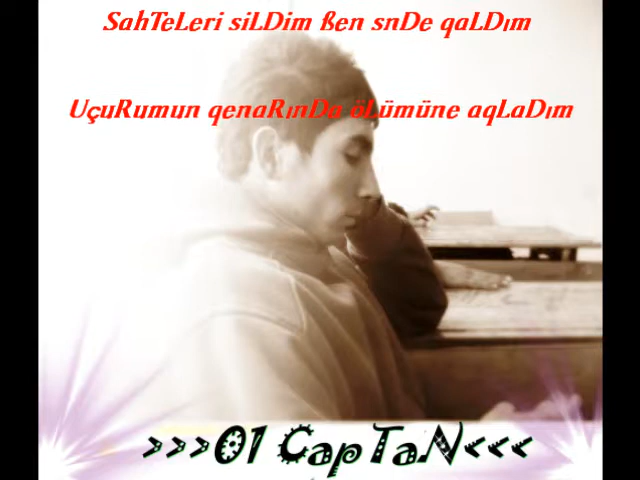 SahTeLeri siLDim ßen snDe qaLDım
UçuRumun qenaRınDa öLümüne aqLaDım
>>>01 CapTaN<<<